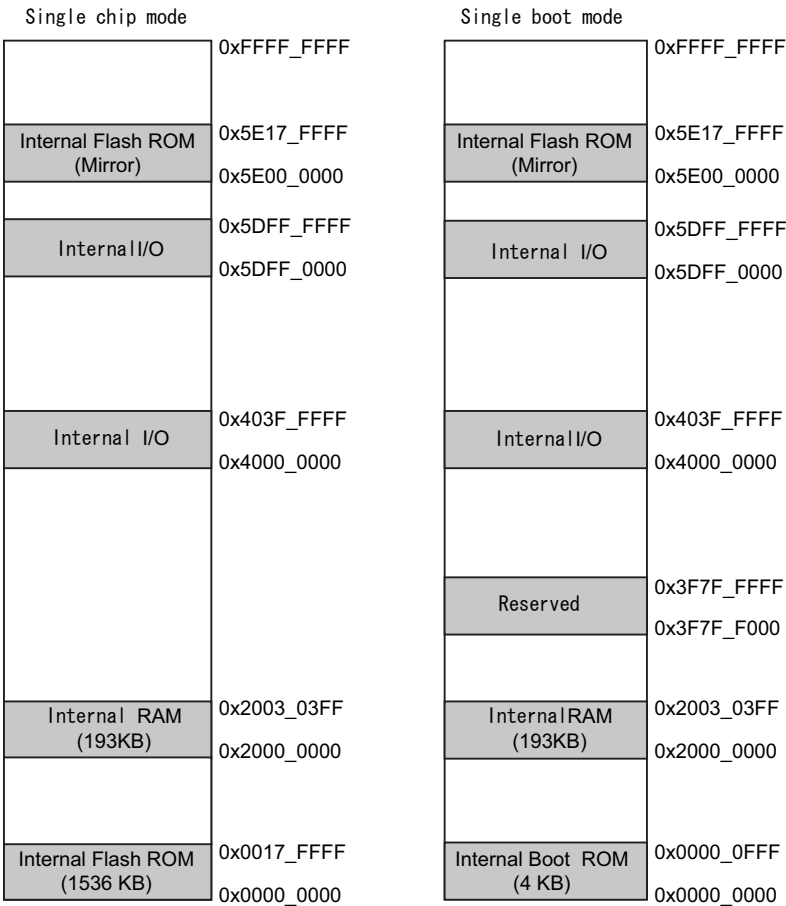 Single chip mode
0xFFFF_FFFF
Internal Flash ROM
(Mirror)
0x5E17_FFFF
0x5E00_0000
InternalI/O
0x5DFF_FFFF
0x5DFF_0000
Internal I/O
0x403F_FFFF
0x4000_0000
Internal RAM
(193KB)
0x2003_03FF
0x2000_0000
Internal Flash ROM
(1536 KB)
0x0017_FFFF
0x0000_0000
Single boot mode
0xFFFF_FFFF
Internal Flash ROM
(Mirror)
0x5E17_FFFF
0x5E00_0000
Internal I/O
0x5DFF_FFFF
0x5DFF_0000
InternalI/O
0x403F_FFFF
0x4000_0000
Reserved
0x3F7F_FFFF
0x3F7F_F000
InternalRAM
(193KB)
0x2003_03FF
0x2000_0000
Internal Boot ROM
(4 KB)
0x0000_0FFF
0x0000_0000